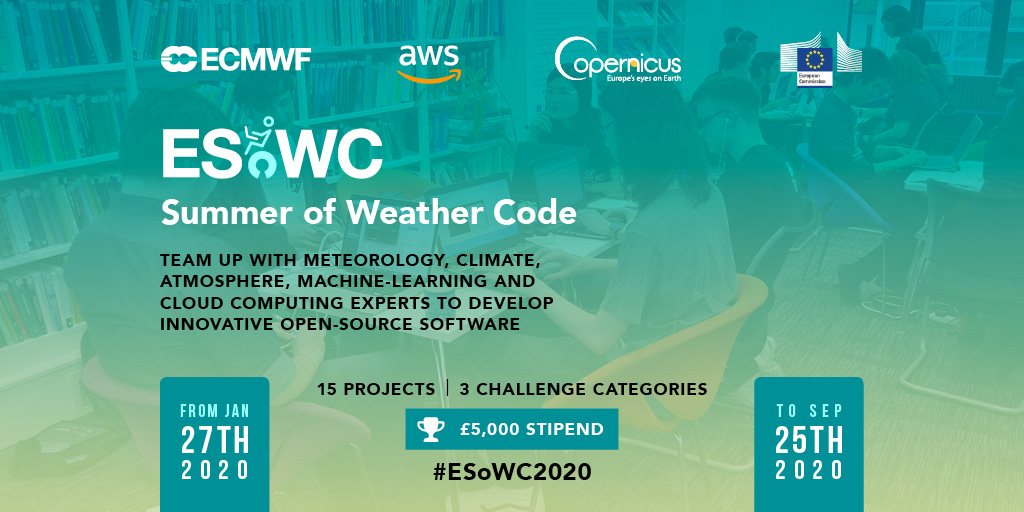 ECMWF
aws
Copernicus
Europe's eyes on Earth
European
Commission
ESoWC
Summer of Weather Code
TEAM UP WITH METEOROLOGY, CLIMATE,
ATMOSPHERE, MACHINE-LEARNING AND
CLOUD COMPUTING EXPERTS TO DEVELOP
INNOVATIVE OPEN-SOURCE SOFTWARE
15 PROJECTS | 3 CHALLENGE CATEGORIES
£5,000 STIPEND
#ESoWC2020
FROM JAN
27TH
2020
TO SEP
25TH
2020